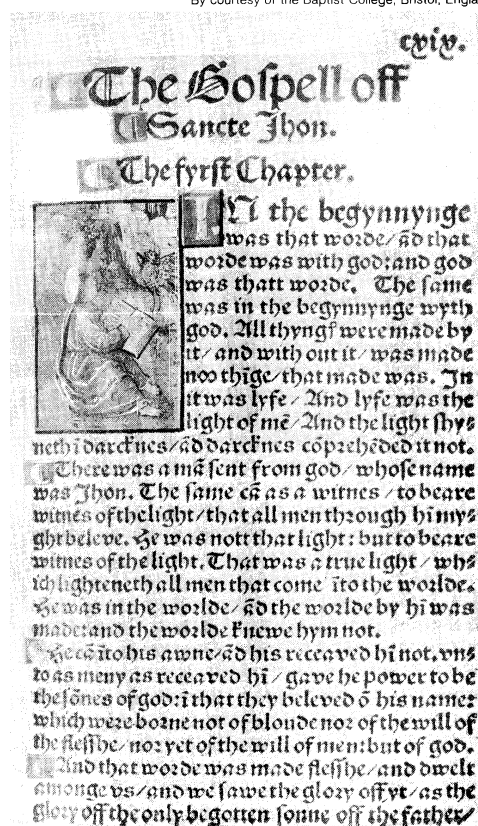 By courtesy of the Baptist College, Bristol, Engla
cxiv.
The Gospell off
Sancte Jhon.
The fyrst Chapter.
IN the begynnynge
was that worde/ ãd that
worde was with god: and god
was thatt worde. The same
was in the begynnynge wyth
god. All thyngꝭ were made by
it/ and with out it/ was made
noo thĩge/ that made was. In
it was lyfe/ And lyfe was the
light of mẽ/ And the light shys
neth ĩ darcknes/ ãd darcknes cõprehẽded it not.
There was a mã sent from god/ whose name
was Jhon. The same cã as a witnes/ to beare
witnes of the light/ that all men through hĩ mys
ght beleve. He was nott that light: but to beare
witnes of the light. That was a true light/ whs
ich lighteneth all men that come ĩto the worlde.
He was in the worlde/ ãd the worlde by hĩ was
made: and the worlde knewe hym not.
He cã ĩto his awne/ ãd his receaved hĩ not. vns
to as meny as receaved hĩ/ gave he power to be
the sõnes of god: ĩ that they beleved õ his name:
which were borne not of bloude nor of the will of
the flesshe/ nor yet of the will of men: but of god.
And that worde was made flesshe/ and dwelt
amonge vs/ and we sawe the glory off yt/ as the
glory off the only begotten sonne off the father/